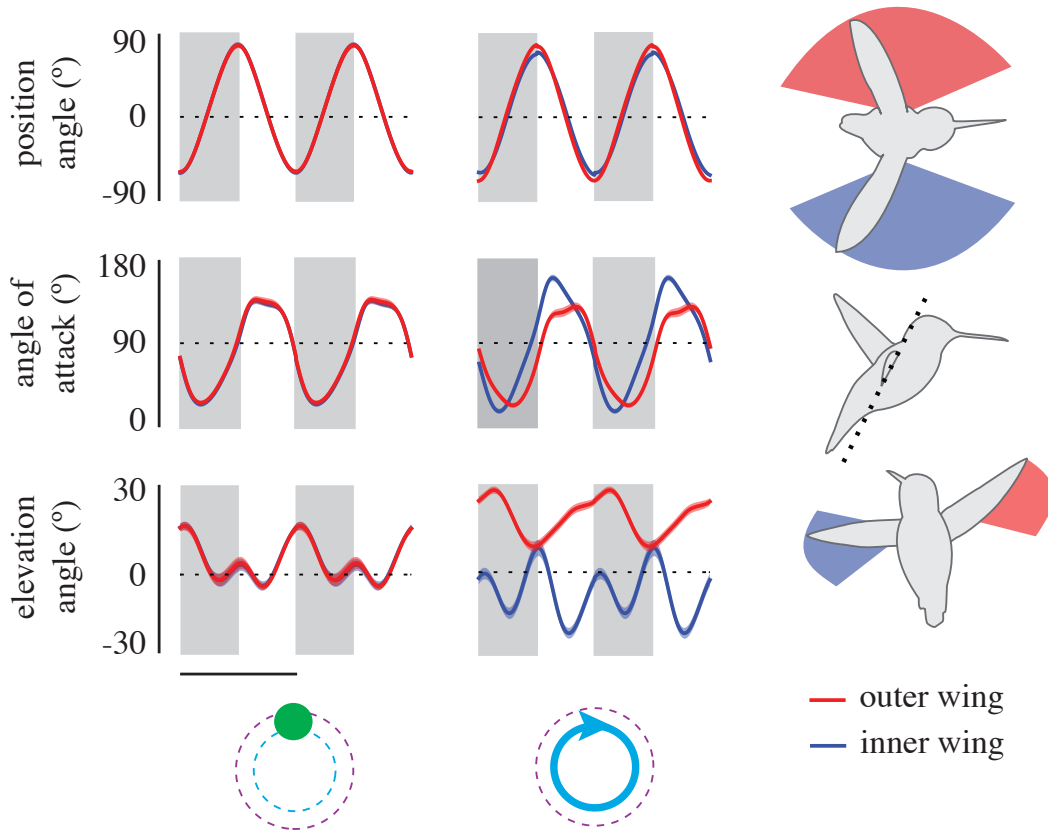 position
angle (º)
90
0
-90
angle of
attack (º)
180
90
0
elevation
angle (º)
30
0
-30
outer wing
inner wing